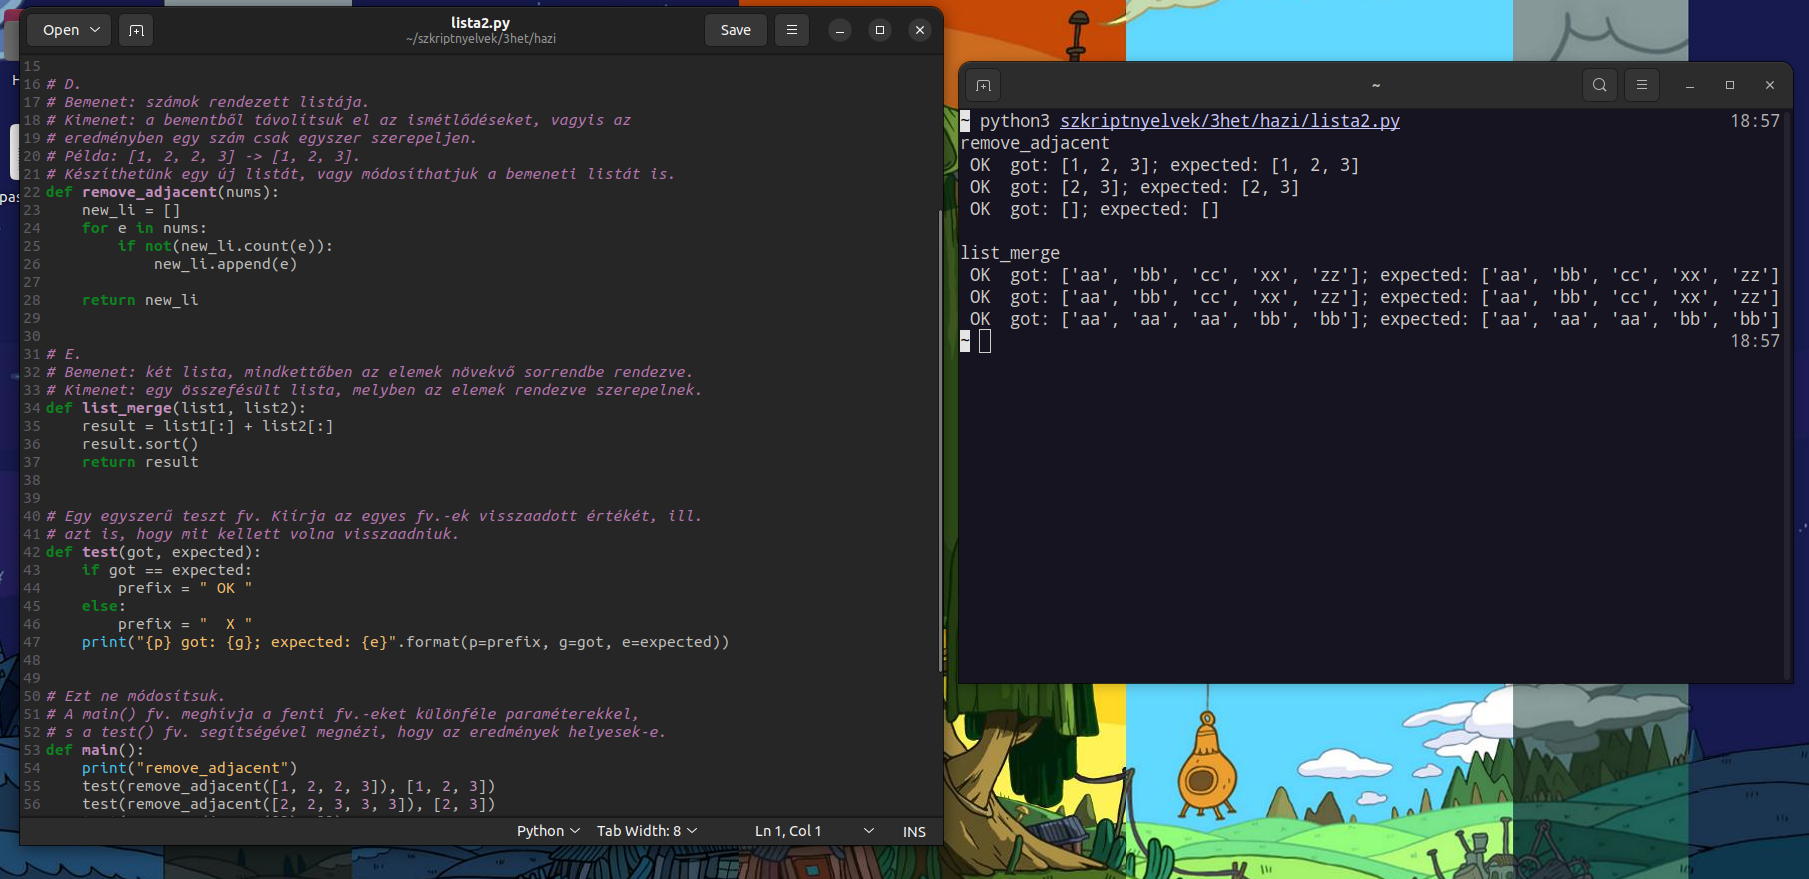 Open
lista2.py
~/szkriptnyelvek/3het/hazi
Save
15
16 # D.
17 # Bemenet: számok rendezett listája.
18 # Kimenet: a bementből távolítsuk el az ismétlődéseket, vagyis az
19 # eredményben egy szám csak egyszer szerepeljen.
20 # Példa: [1, 2, 2, 3] -> [1, 2, 3].
21 # Készíthetünk egy új listát, vagy módosíthatjuk a bemeneti listát is.
22 def remove_adjacent(nums):
23     new_li = []
24     for e in nums:
25         if not(new_li.count(e)):
26             new_li.append(e)
27
28     return new_li
29
30
31 # E.
32 # Bemenet: két lista, mindkettőben az elemek növekvő sorrendbe rendezve.
33 # Kimenet: egy összefésült lista, melyben az elemek rendezve szerepelnek.
34 def list_merge(list1, list2):
35     result = list1[:] + list2[:]
36     result.sort()
37     return result
38
39
40 # Egy egyszerű teszt fv. Kiírja az egyes fv.-ek visszaadott értékét, ill.
41 # azt is, hogy mit kellett volna visszaadniuk.
42 def test(got, expected):
43     if got == expected:
44         prefix = " OK "
45     else:
46         prefix = "  X "
47     print("{p} got: {g}; expected: {e}".format(p=prefix, g=got, e=expected))
48
49
50 # Ezt ne módosítsuk.
51 # A main() fv. meghívja a fenti fv.-eket különféle paraméterekkel,
52 # s a test() fv. segítségével megnézi, hogy az eredmények helyesek-e.
53 def main():
54     print("remove_adjacent")
55     test(remove_adjacent([1, 2, 2, 3]), [1, 2, 3])
56     test(remove_adjacent([2, 2, 3, 3, 3]), [2, 3])
Python
Tab Width: 8
Ln 1, Col 1
INS
~
~ python3 szkriptnyelvek/3het/hazi/lista2.py 18:57
remove_adjacent
 OK  got: [1, 2, 3]; expected: [1, 2, 3]
 OK  got: [2, 3]; expected: [2, 3]
 OK  got: []; expected: []

list_merge
 OK  got: ['aa', 'bb', 'cc', 'xx', 'zz']; expected: ['aa', 'bb', 'cc', 'xx', 'zz']
 OK  got: ['aa', 'bb', 'cc', 'xx', 'zz']; expected: ['aa', 'bb', 'cc', 'xx', 'zz']
 OK  got: ['aa', 'aa', 'aa', 'bb', 'bb']; expected: ['aa', 'aa', 'aa', 'bb', 'bb']
~ 18:57